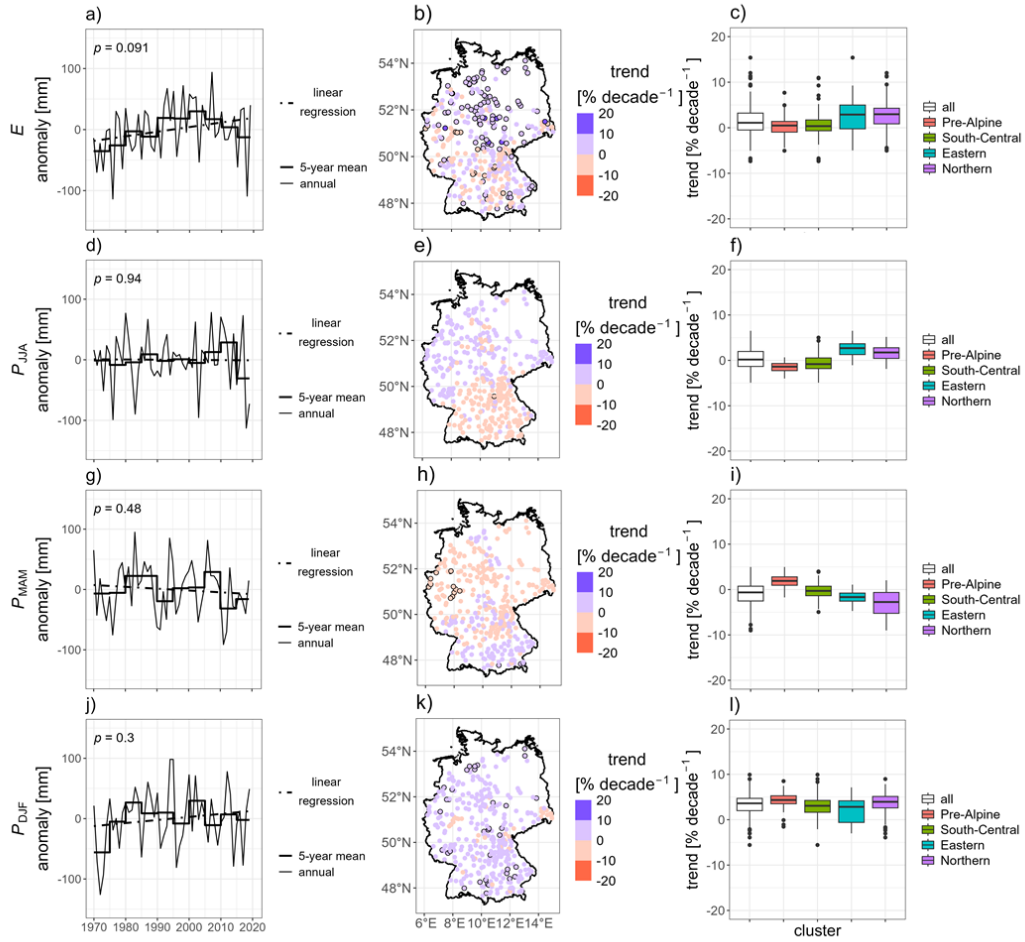 a)
b)
c)
E
anomaly [mm]
100
0
-100
p = 0.091
linear
regression
5-year mean
annual
54°N
52°N
50°N
48°N
trend
[% decade⁻¹ ]
20
10
0
-10
-20
trend [% decade⁻¹ ]
20
10
0
-10
-20
all
Pre-Alpine
South-Central
Eastern
Northern
d)
e)
f)
PJJA
anomaly [mm]
100
0
-100
p = 0.94
linear
regression
5-year mean
annual
54°N
52°N
50°N
48°N
trend
[% decade⁻¹ ]
20
10
0
-10
-20
trend [% decade⁻¹ ]
20
10
0
-10
-20
all
Pre-Alpine
South-Central
Eastern
Northern
g)
h)
i)
PMAM
anomaly [mm]
100
0
-100
p = 0.48
linear
regression
5-year mean
annual
54°N
52°N
50°N
48°N
trend
[% decade⁻¹ ]
20
10
0
-10
-20
trend [% decade⁻¹ ]
20
10
0
-10
-20
all
Pre-Alpine
South-Central
Eastern
Northern
j)
k)
l)
PDJF
anomaly [mm]
100
0
-100
p = 0.3
1970 1980 1990 2000 2010 2020
linear
regression
5-year mean
annual
54°N
52°N
50°N
48°N
6°E 8°E 10°E 12°E 14°E
trend
[% decade⁻¹ ]
20
10
0
-10
-20
trend [% decade⁻¹ ]
20
10
0
-10
-20
cluster
all
Pre-Alpine
South-Central
Eastern
Northern